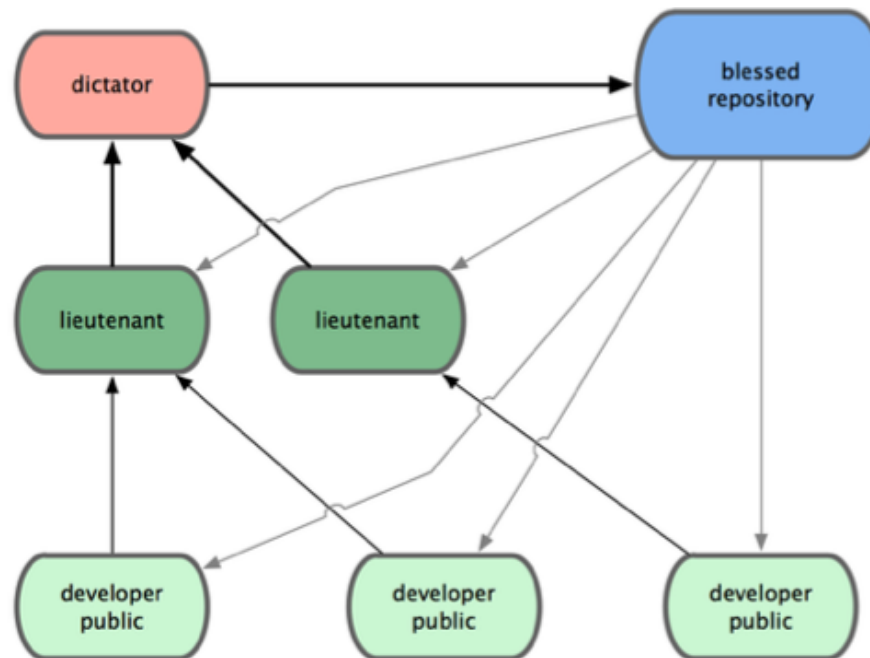 dictator
blessed
repository
lieutenant
lieutenant
developer
public
developer
public
developer
public